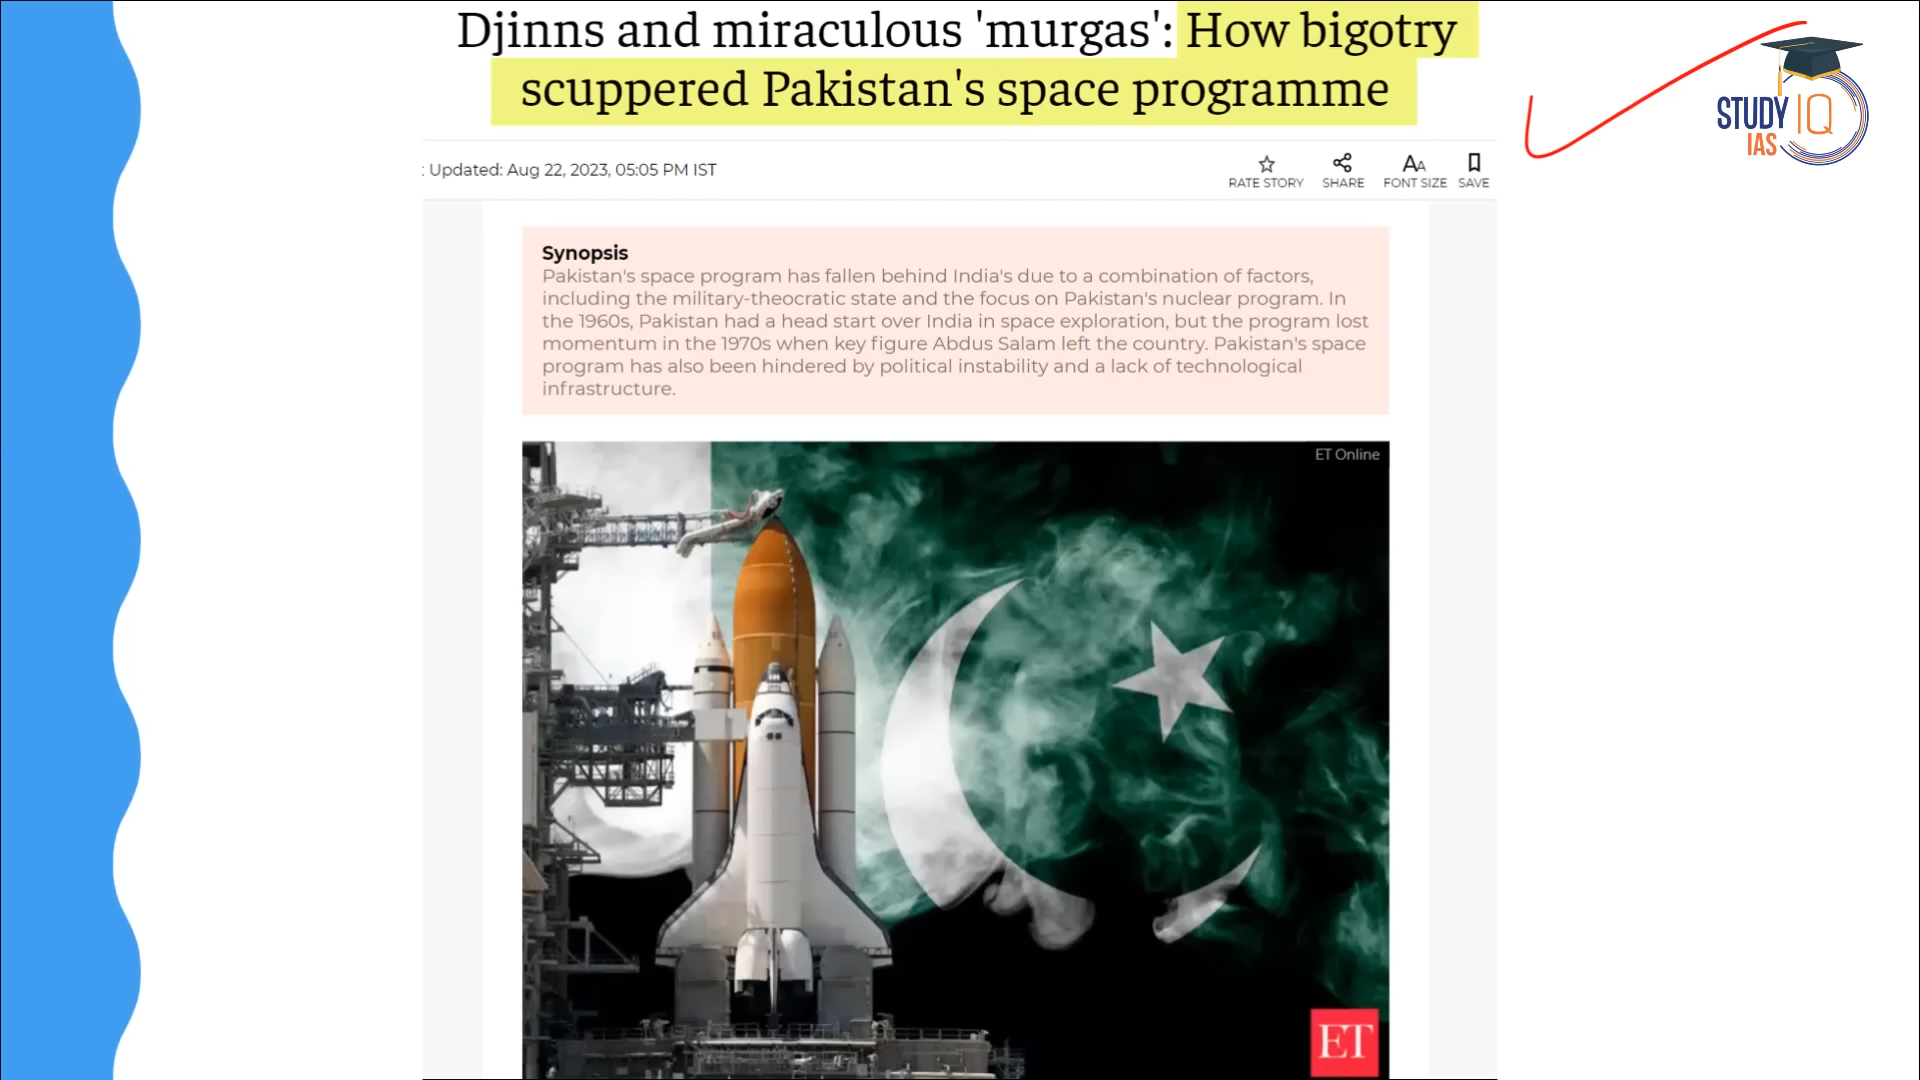 Djinns and miraculous 'murgas': How bigotry
scuppered Pakistan's space programme
: Updated: Aug 22, 2023, 05:05 PM IST
RATE STORY
SHARE
AA
FONT SIZE
SAVE
STUDY IQ
IAS
Synopsis
Pakistan's space program has fallen behind India's due to a combination of factors,
including the military-theocratic state and the focus on Pakistan's nuclear program. In
the 1960s, Pakistan had a head start over India in space exploration, but the program lost
momentum in the 1970s when key figure Abdus Salam left the country. Pakistan's space
program has also been hindered by political instability and a lack of technological
infrastructure.
ET Online
ET